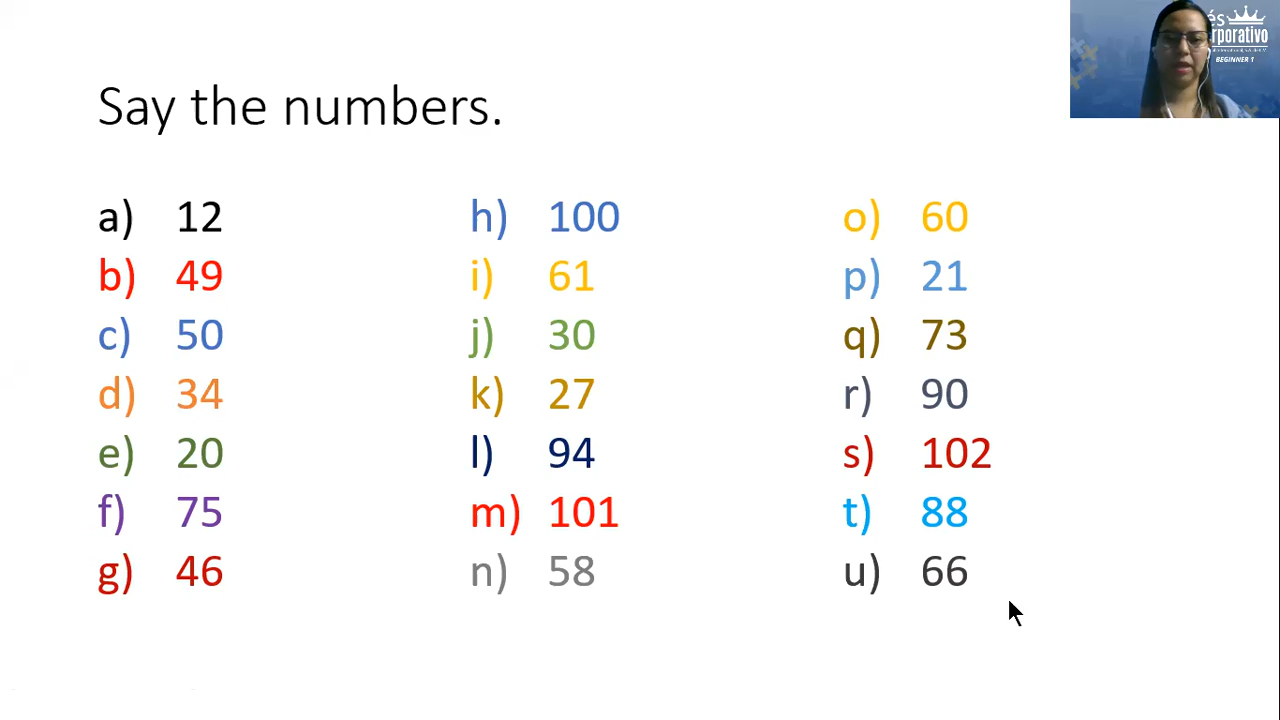 és
rporativo
BEGINNER 1
Say the numbers.
a) 12
b) 49
c) 50
d) 34
e) 20
f) 75
g) 46
h) 100
i) 61
j) 30
k) 27
l) 94
m) 101
n) 58
o) 60
p) 21
q) 73
r) 90
s) 102
t) 88
u) 66